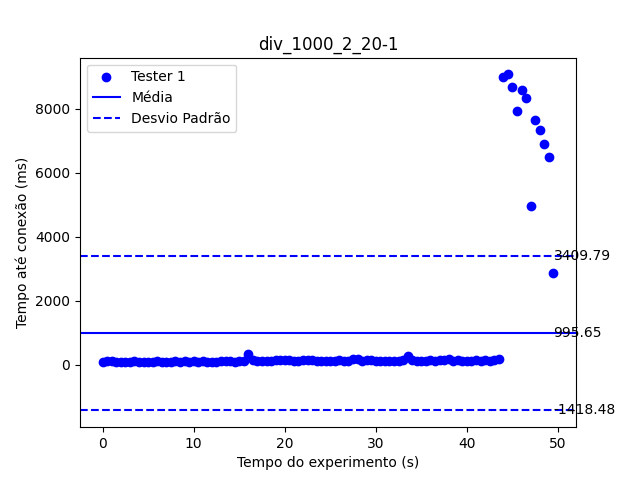 div_1000_2_20-1
Tester 1
Média
Desvio Padrão
Tempo até conexão (ms)
8000
6000
4000
2000
0
3409.79
995.65
1418.48
0 10 20 30 40 50
Tempo do experimento (s)